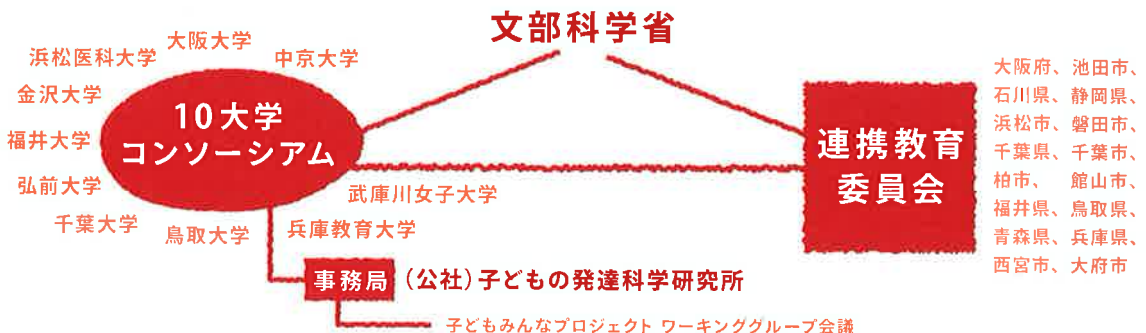 文部科学省
大阪大学
浜松医科大学
中京大学
金沢大学
福井大学
弘前大学
千葉大学
鳥取大学
兵庫教育大学
武庫川女子大学
10大学
コンソーシアム
連携教育
委員会
大阪府、池田市、
石川県、静岡県、
浜松市、磐田市、
千葉県、千葉市、
柏市、 館山市、
福井県、鳥取県、
青森県、兵庫県、
西宮市、大府市
事務局 (公社)子どもの発達科学研究所
子どもみんなプロジェクト ワーキンググループ会議